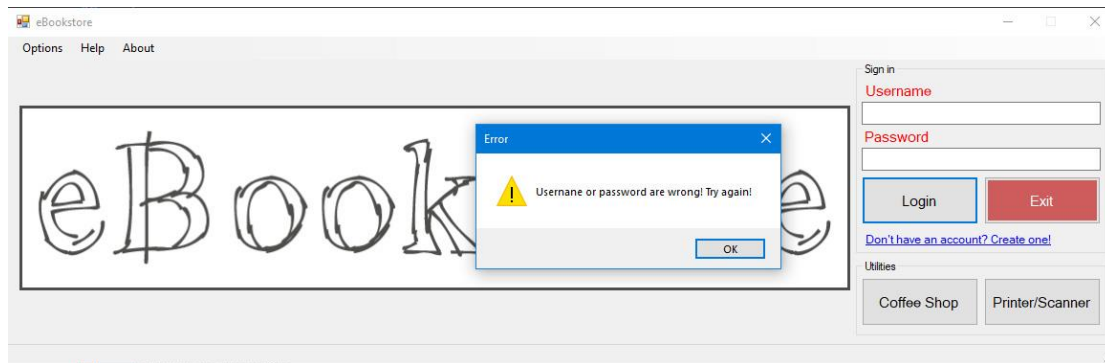 eBookstore
Options Help About
Sign in
Username
Password
Login
Exit
Don't have an account? Create one!
Utilities
Coffee Shop
Printer/Scanner
eBook e
Error
Usernane or password are wrong! Try again!
OK